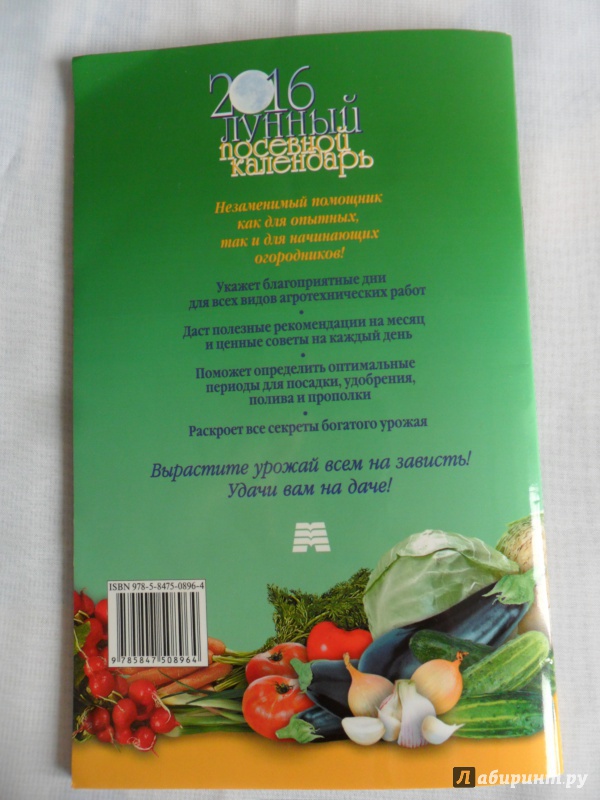 2016
ЛУННЫЙ
ПОСЕВНОЙ
КАЛЕНДАРЬ
Незаменимый помощник
как для опытных,
так и для начинающих
огородников!
Укажет благоприятные дни
для всех видов агротехнических работ
•
Даст полезные рекомендации на месяц
и ценные советы на каждый день
•
Поможет определить оптимальные
периоды для посадки, удобрения,
полива и прополки
•
Раскроет все секреты богатого урожая
Вырастите урожай всем на зависть!
Удачи вам на даче!
ISBN 978-5-8475-0896-4
9 785847 508964
Лабиринт.ру